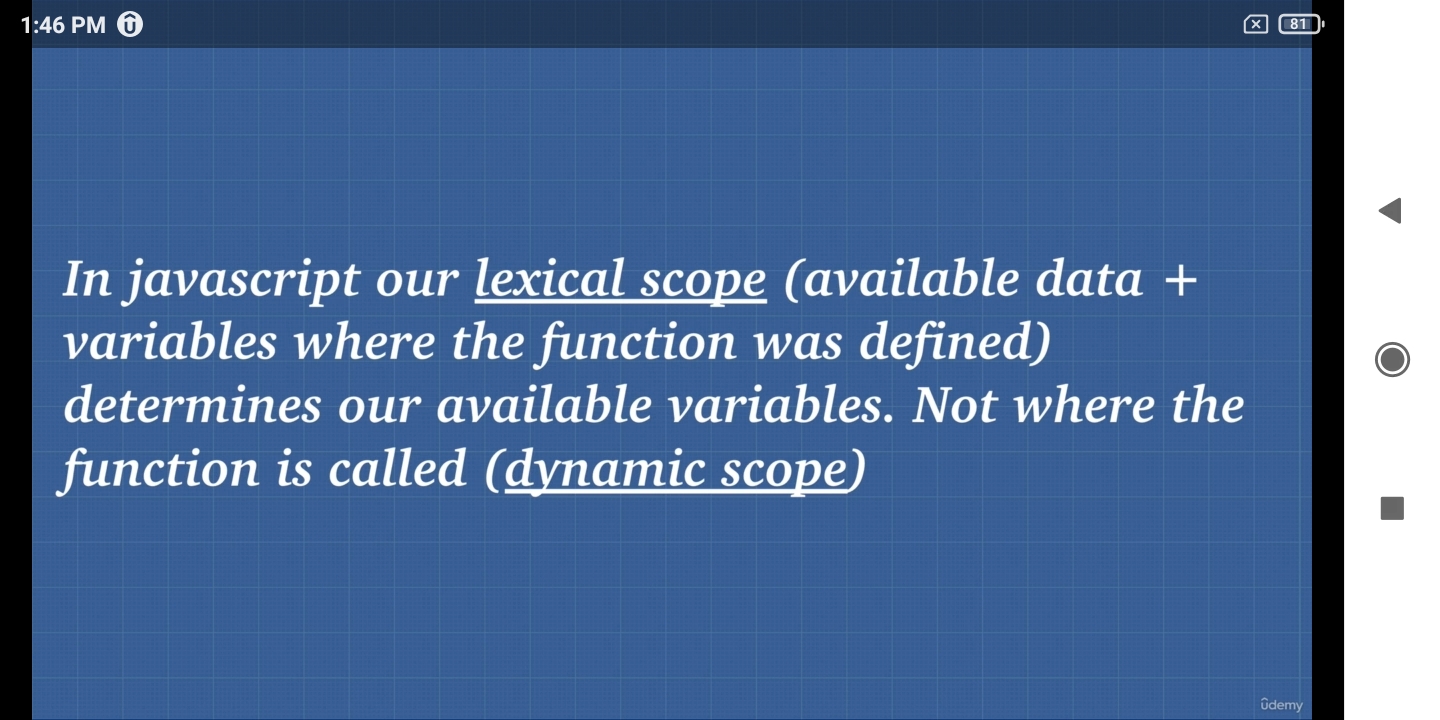 1:46 PM
81
In javascript our lexical scope (available data +
variables where the function was defined)
determines our available variables. Not where the
function is called (dynamic scope)
ûdemy